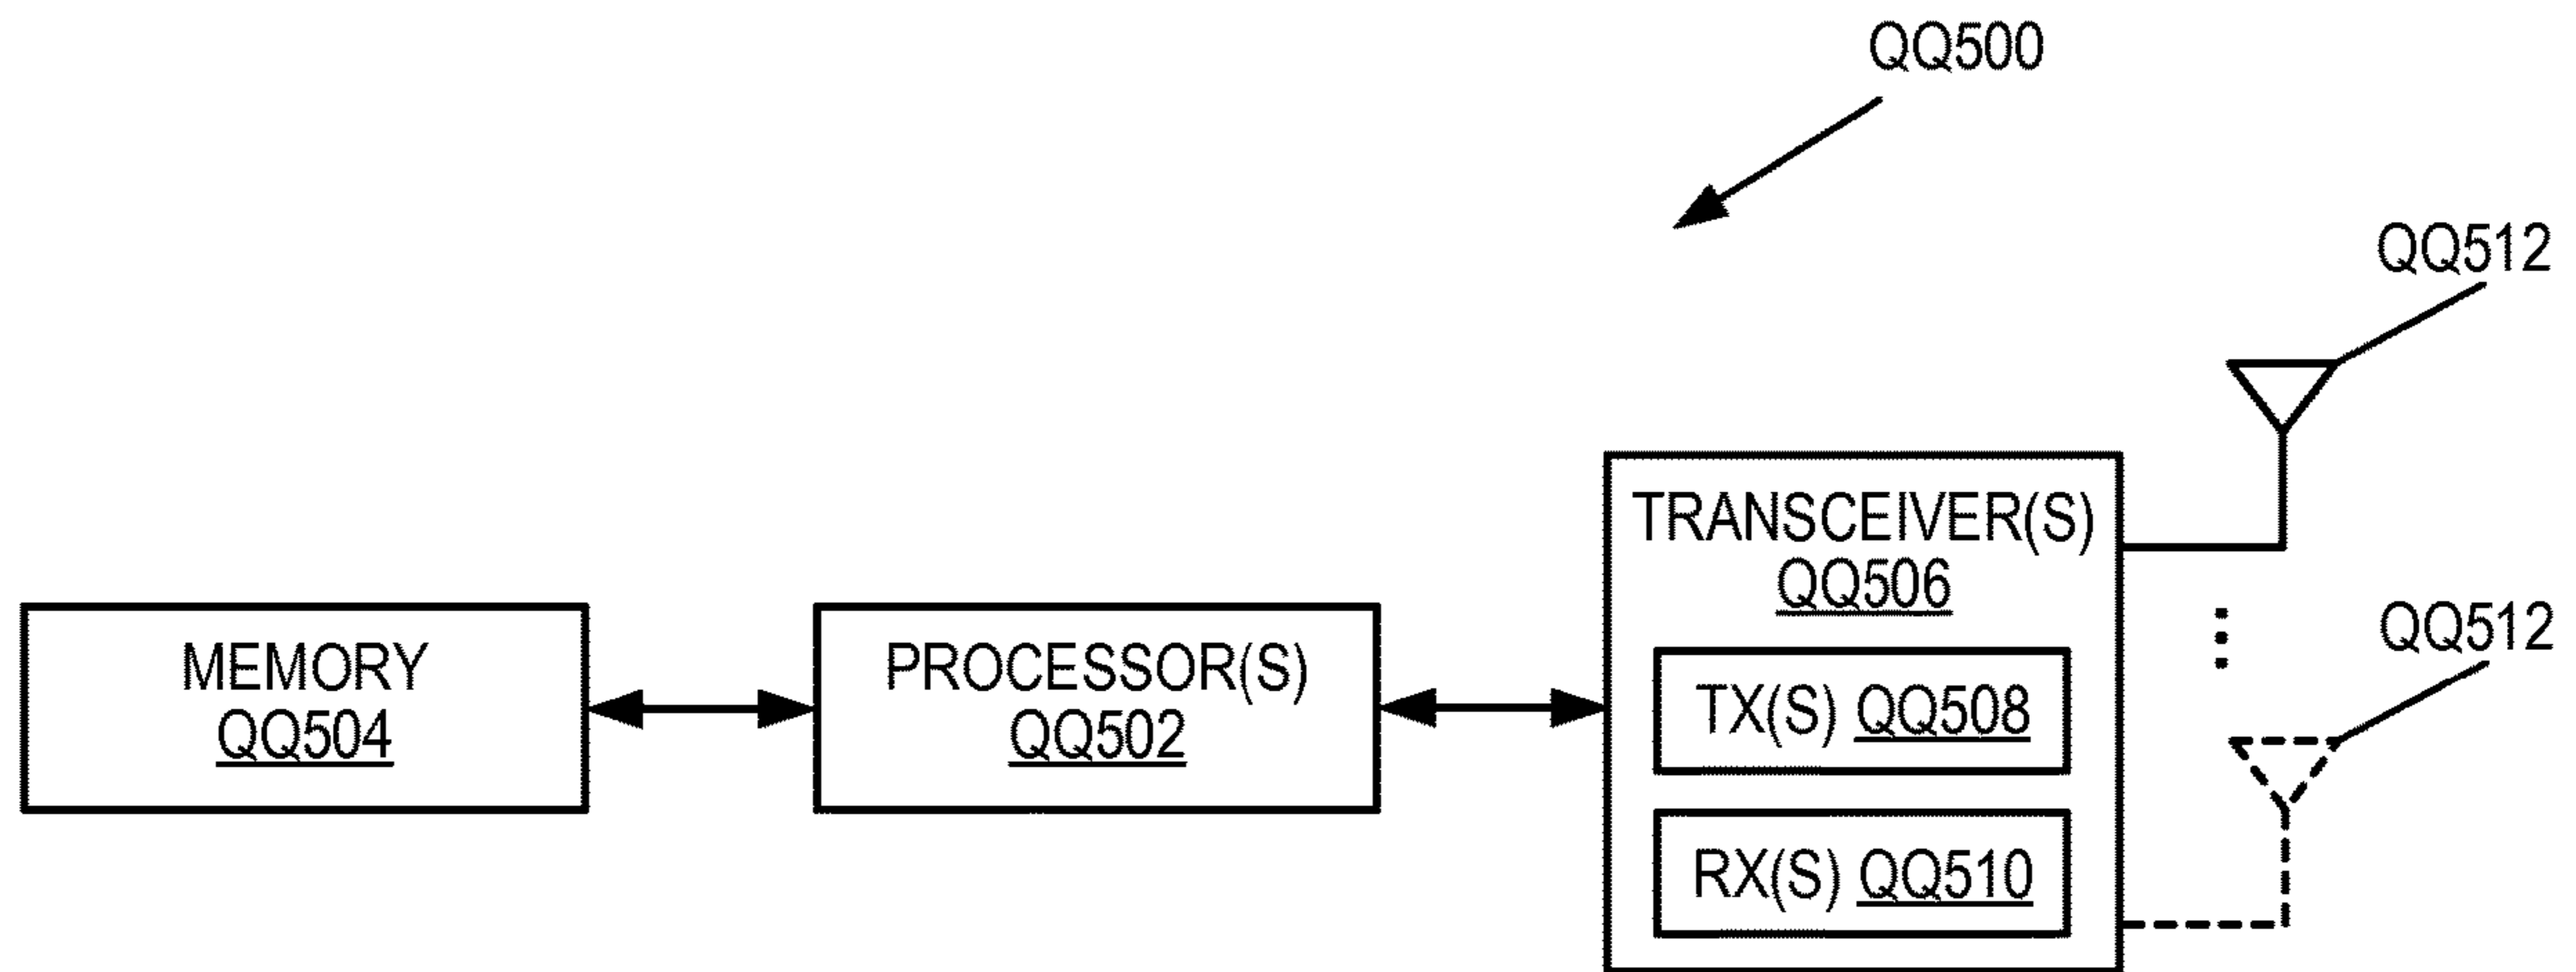 QQ500
QQ512
TRANSCEIVER(S)
QQ506
QQ512
MEMORY
QQ504
PROCESSOR(S)
QQ502
TX(S) QQ508
RX(S) QQ510